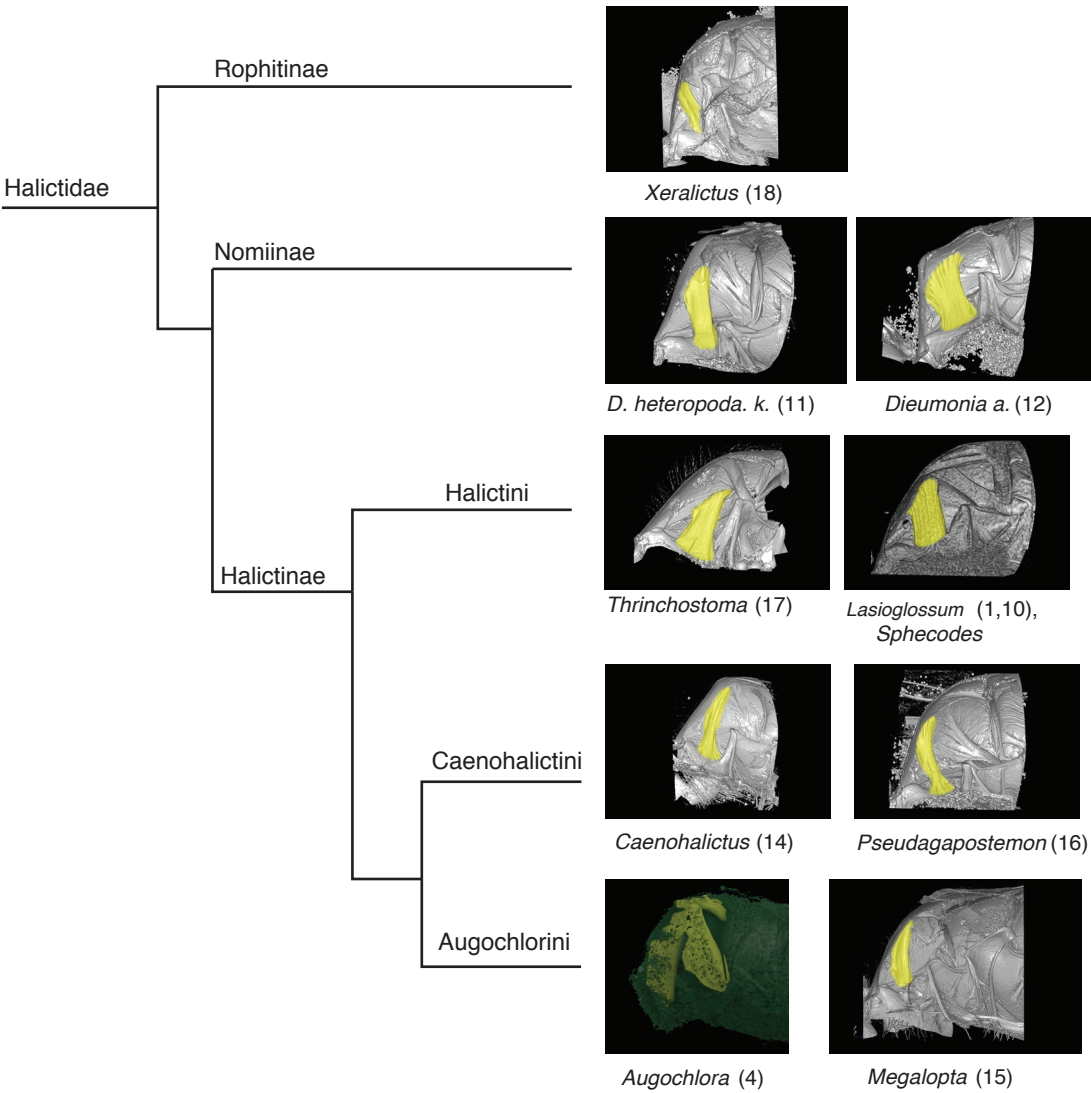 Rophitinae
Halictidae
Xeralictus (18)
Nomiinae
D. heteropoda. k. (11)
Dieumonia a. (12)
Halictini
Halictinae
Thrinchostoma (17)
Lasioglossum (1,10),
Sphecodes
Caenohalictini
Caenohalictus (14)
Pseudagapostemon (16)
Augochlorini
Augochlora (4)
Megalopta (15)